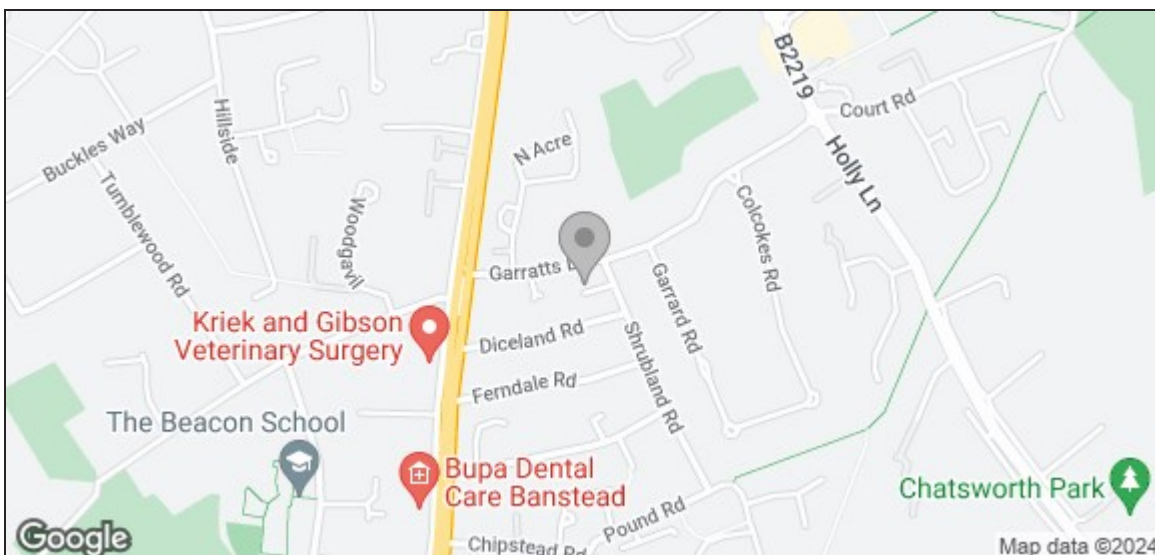 B2219
Court Rd
Buckles Way
Hillside
N Acre
Holly Ln
Tumblewood Rd
Woodgavil
Colcokes Rd
Garratts
Garrard Rd
Kriek and Gibson
Veterinary Surgery
Diceland Rd
Shrubland Rd
Ferndale Rd
The Beacon School
Bupa Dental
Care Banstead
Chatsworth Park
Pound Rd
Chipstead Rd
Google
Map data ©2024